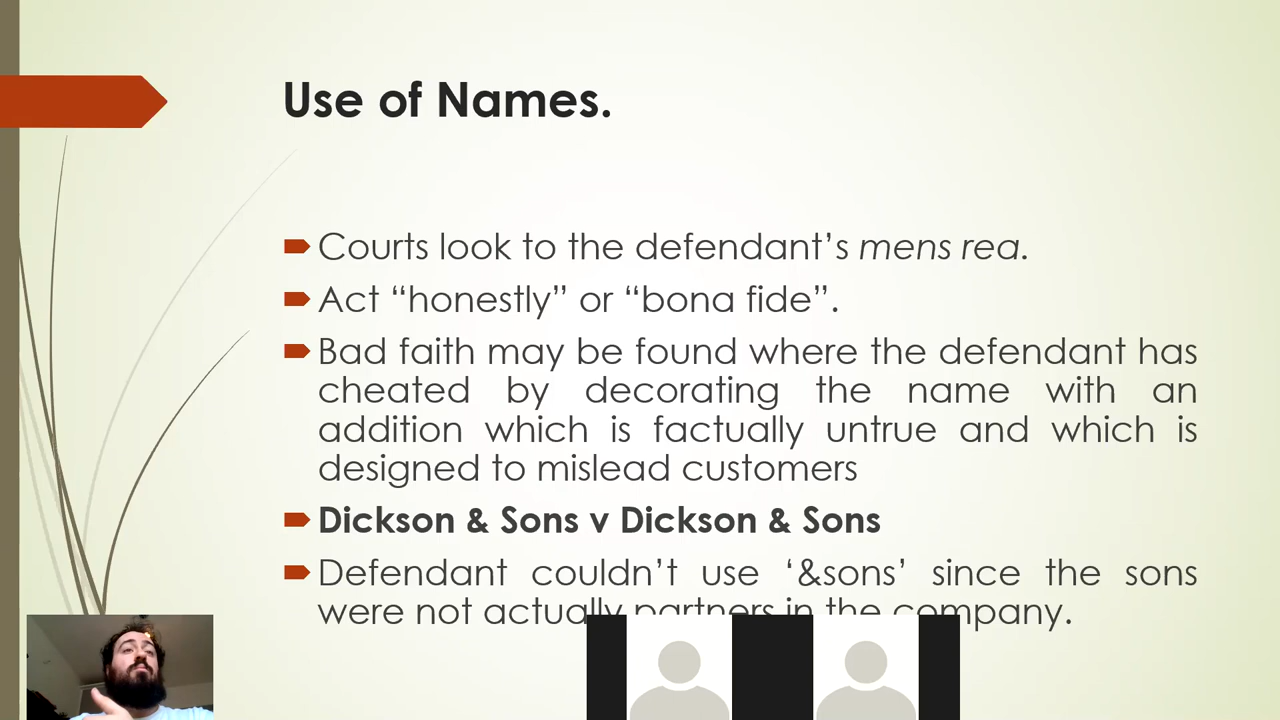 Use of Names.
Courts look to the defendant’s mens rea.
Act “honestly” or “bona fide”.
Bad faith may be found where the defendant has
cheated by decorating the name with an
addition which is factually untrue and which is
designed to mislead customers
Dickson & Sons v Dickson & Sons
Defendant couldn’t use ‘&sons’ since the sons
were not actually partners in the company.